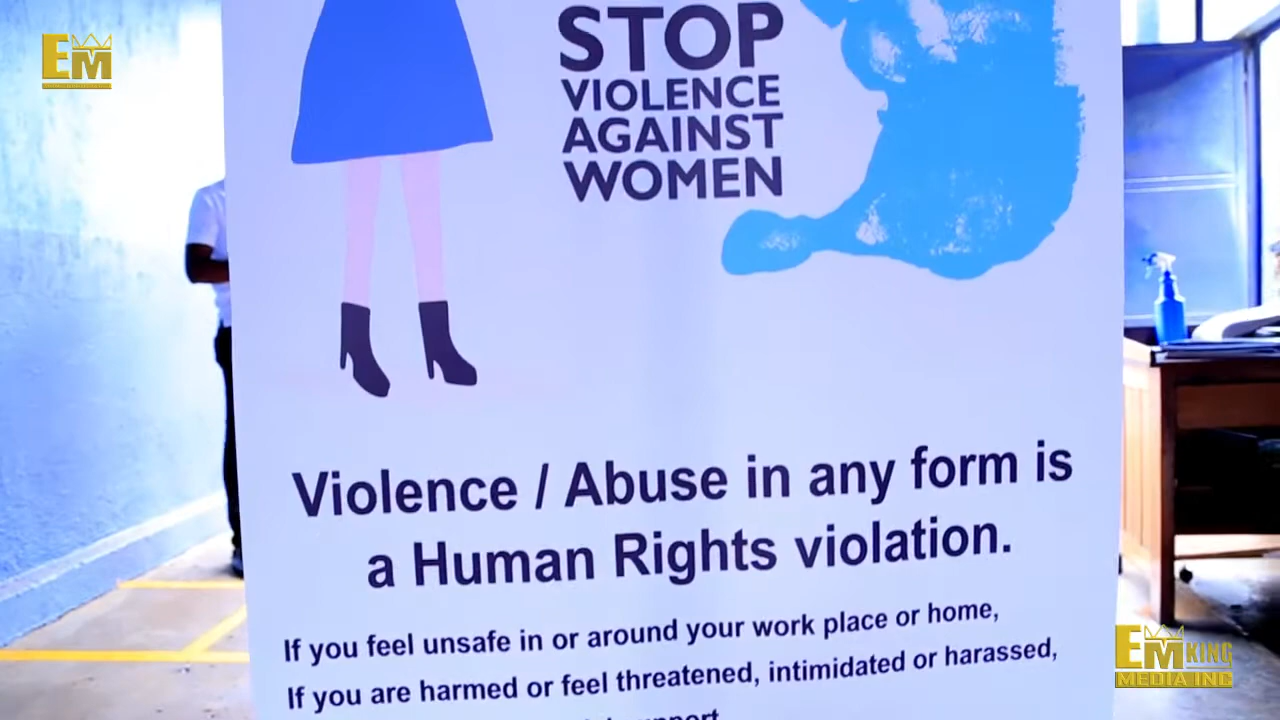 EM
STOP
VIOLENCE
AGAINST
WOMEN
Violence / Abuse in any form is
a Human Rights violation.
If you feel unsafe in or around your work place or home,
If you are harmed or feel threatened, intimidated or harassed,
support
EM KING
MEDIA INC